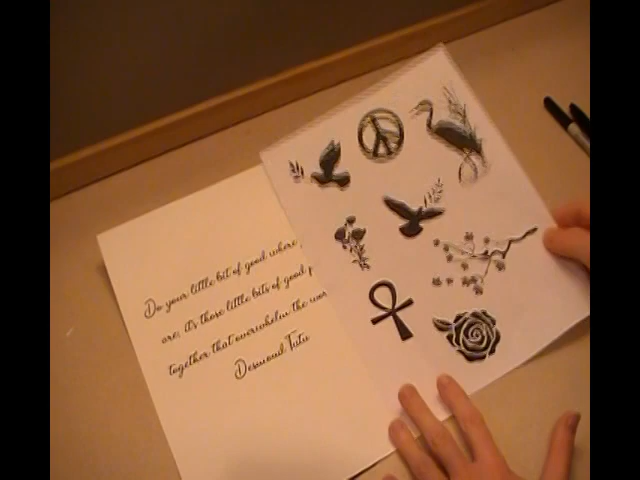 Do your little bit of good where
are; it's those little bits of good
together that overwhelm the
Desmond Tutu